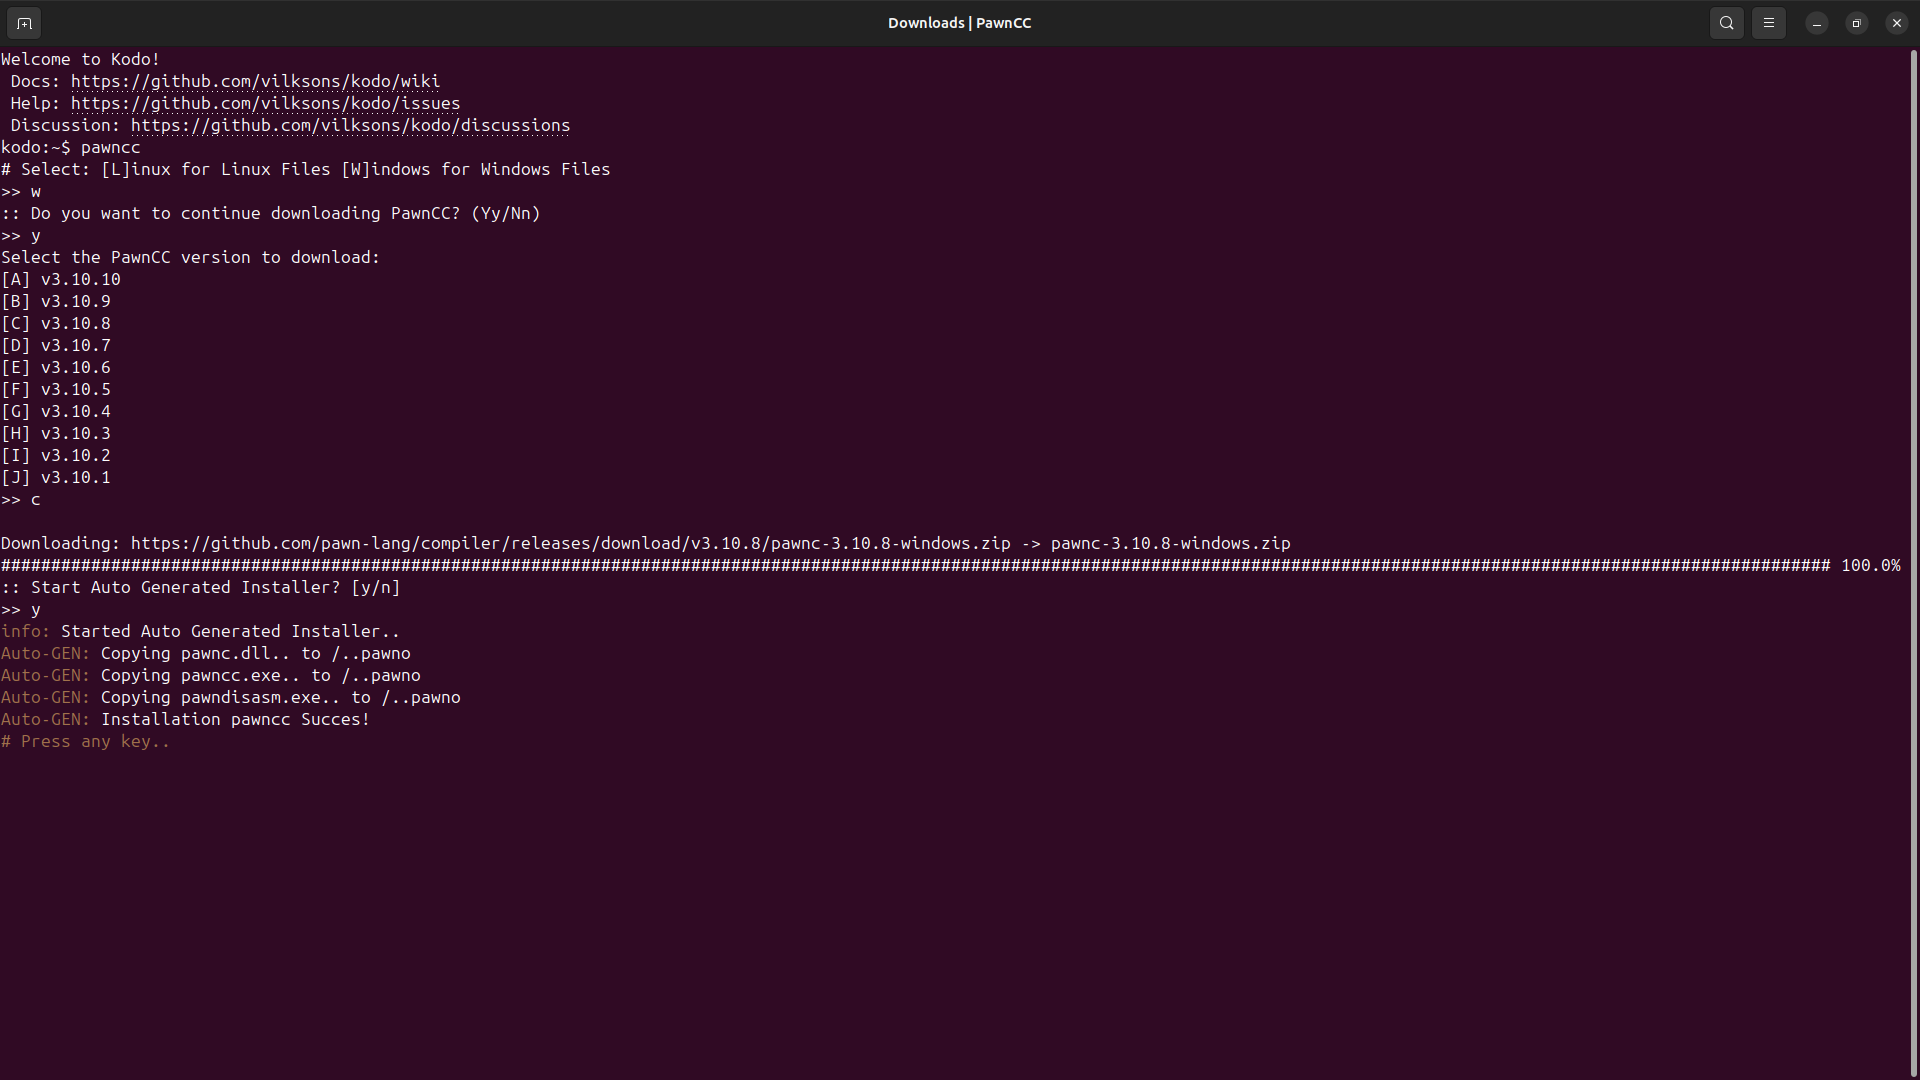 Downloads | PawnCC
Welcome to Kodo!
 Docs: https://github.com/vilksons/kodo/wiki
 Help: https://github.com/vilksons/kodo/issues
 Discussion: https://github.com/vilksons/kodo/discussions
kodo:~$ pawncc
# Select: [L]inux for Linux Files [W]indows for Windows Files
>> w
:: Do you want to continue downloading PawnCC? (Yy/Nn)
>> y
Select the PawnCC version to download:
[A] v3.10.10
[B] v3.10.9
[C] v3.10.8
[D] v3.10.7
[E] v3.10.6
[F] v3.10.5
[G] v3.10.4
[H] v3.10.3
[I] v3.10.2
[J] v3.10.1
>> c
Downloading: https://github.com/pawn-lang/compiler/releases/download/v3.10.8/pawnc-3.10.8-windows.zip -> pawnc-3.10.8-windows.zip
####################################################################################################################################################################################### 100.0%
:: Start Auto Generated Installer? [y/n]
>> y
info: Started Auto Generated Installer..
Auto-GEN: Copying pawnc.dll.. to /..pawno
Auto-GEN: Copying pawncc.exe.. to /..pawno
Auto-GEN: Copying pawndisasm.exe.. to /..pawno
Auto-GEN: Installation pawncc Succes!
# Press any key..